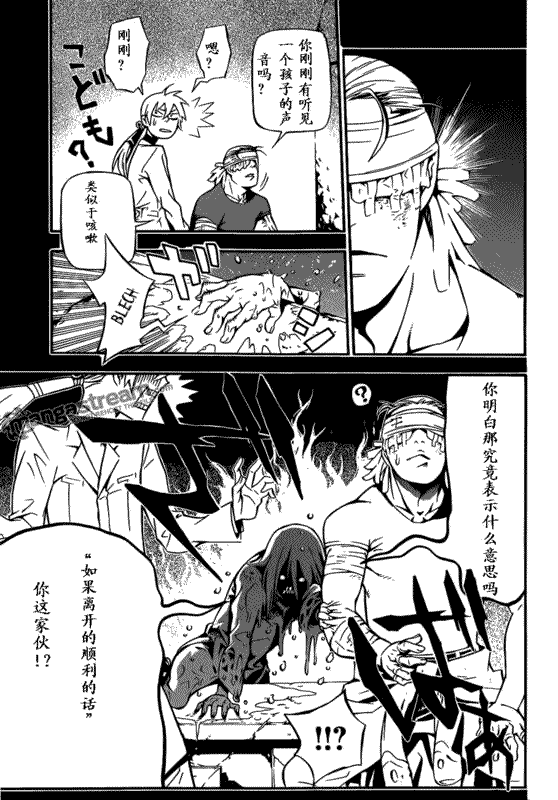 你刚刚有听见
一个孩子的声
音吗？
嗯？
刚刚？
こども？
类似于咳嗽
BLECH
你明白那究竟表示什么意思吗
?
!!?
“如果离开的顺利的话”
你这家伙!?